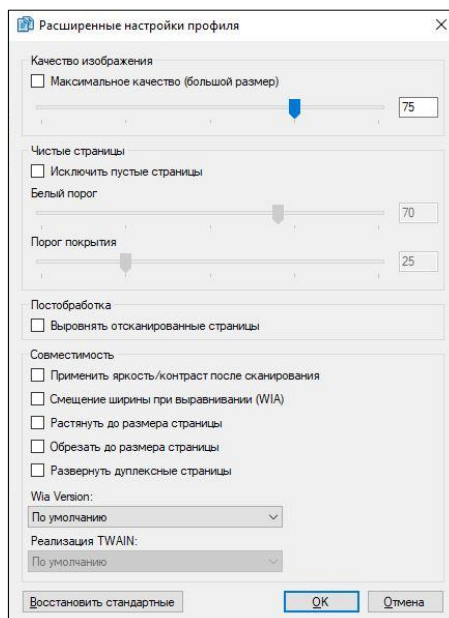 Расширенные настройки профиля
Качество изображения
Максимальное качество (большой размер)
75
Чистые страницы
Исключить пустые страницы
Белый порог
70
Порог покрытия
25
Постобработка
Выровнять отсканированные страницы
Совместимость
Применить яркость/контраст после сканирования
Смещение ширины при выравнивании (WIA)
Растянуть до размера страницы
Обрезать до размера страницы
Развернуть дуплексные страницы
Wia Version:
По умолчанию
Реализация TWAIN:
По умолчанию
Восстановить стандартные OK Отмена